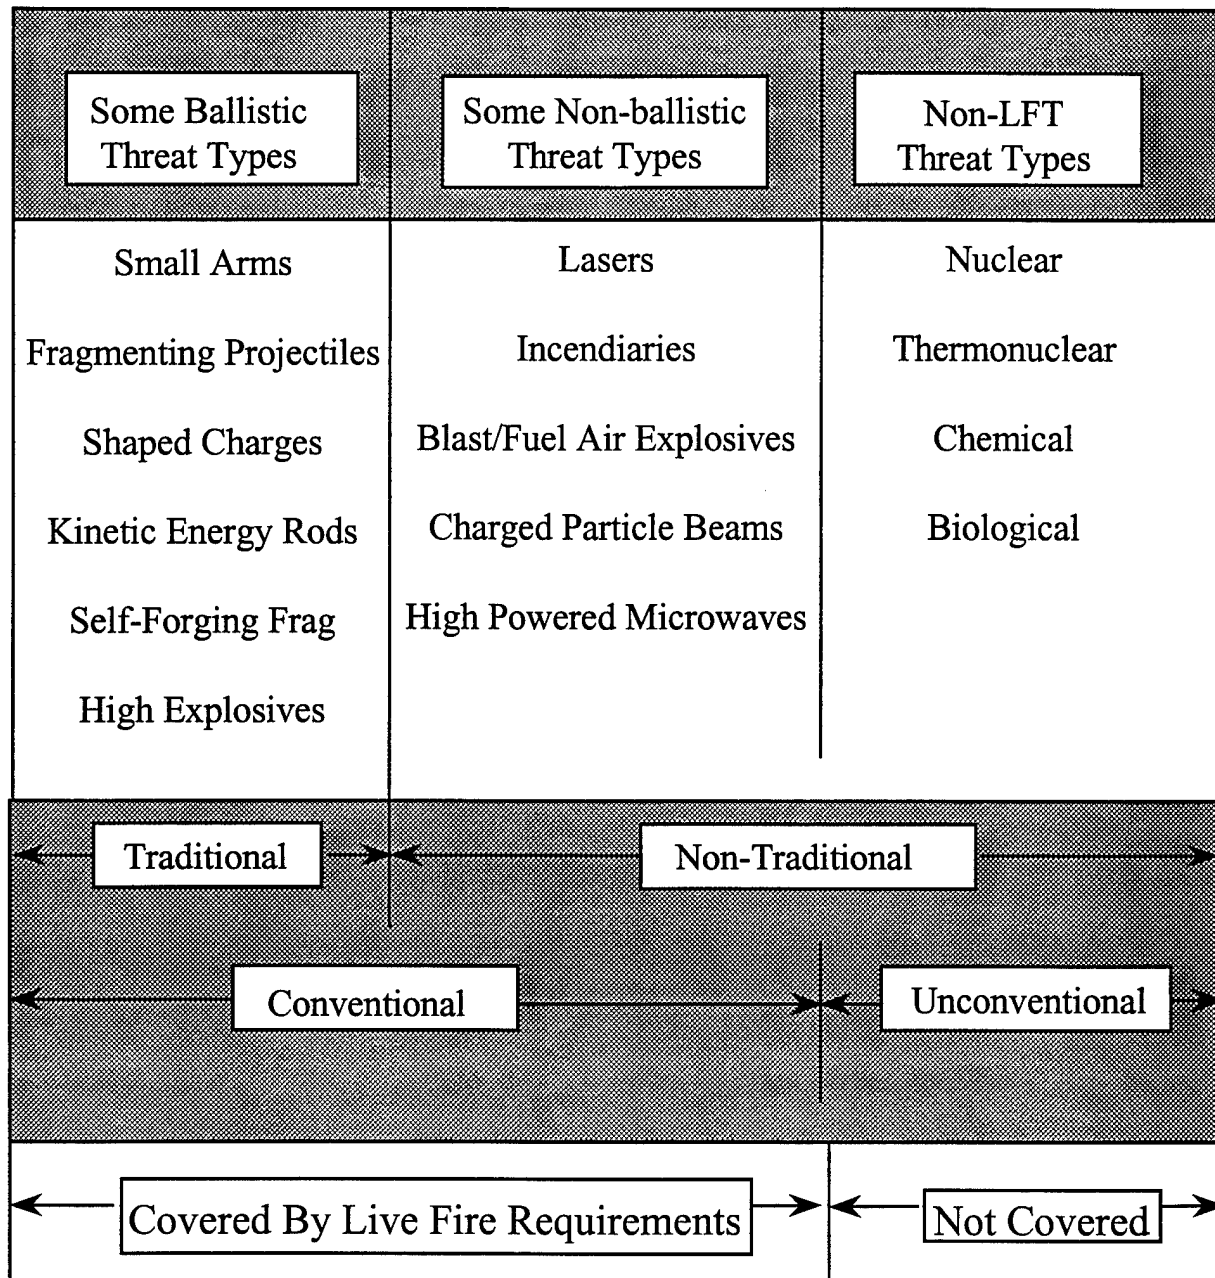 Some Ballistic
Threat Types
Some Non-ballistic
Threat Types
Non-LFT
Threat Types
Small Arms
Fragmenting Projectiles
Shaped Charges
Kinetic Energy Rods
Self-Forging Frag
High Explosives
Lasers
Incendiaries
Blast/Fuel Air Explosives
Charged Particle Beams
High Powered Microwaves
Nuclear
Thermonuclear
Chemical
Biological
Traditional
Non-Traditional
Conventional
Unconventional
Covered By Live Fire Requirements
Not Covered